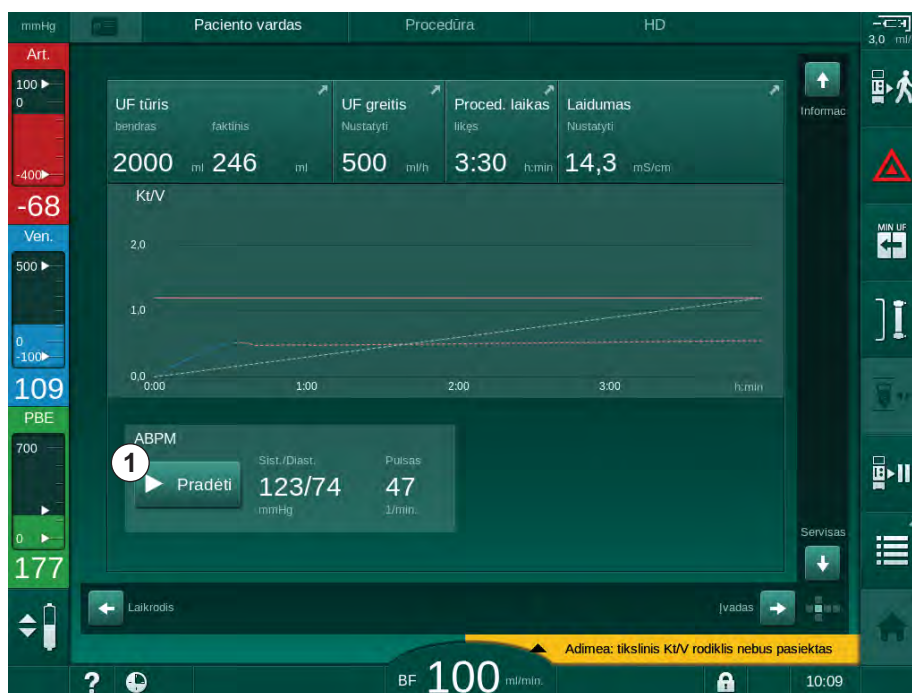 mmHg Paciento vardas Procedūra HD
3,0 ml/
Art.
100
0
-400
-68
Ven.
500
0
-100
109
PBE
700
0
177
UF tūris
bendras faktinis
2000 ml 246 ml
UF greitis
Nustatyti
500 ml/h
Proced. laikas
likęs
3:30 h:min
Laidumas
Nustatyti
14,3 mS/cm
Kt/V
2,0
1,0
0,0
0:00 1:00 2:00 3:00 h:min
ABPM
1
Pradėti
Sist./Diast.
123/74
mmHg
Pulsas
47
1/min.
Informac
Servisas
MIN UF
Laikrodis Įvadas
Adimea: tikslinis Kt/V rodiklis nebus pasiektas
? BF 100 ml/min. 10:09